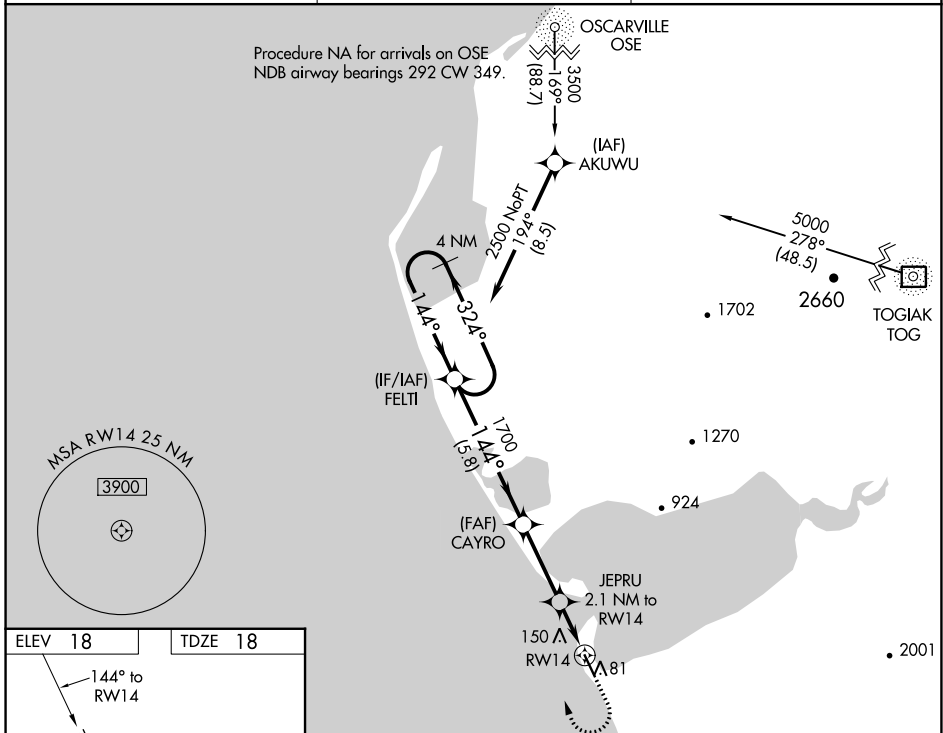 OSCARVILLE
OSE
Procedure NA for arrivals on OSE
NDB airway bearings 292 CW 349.
3500
169°
(88.7)
(IAF)
AKUWU
2500 NoPT
194°
(8.5)
5000
278°
(48.5)
2660
TOGIAK
TOG
4 NM
144°
324°
1702
(IF/IAF)
FELTI
1700
144°
(5.8)
1270
MSA RW14 25 NM
3900
924
(FAF)
CAYRO
JEPRU
2.1 NM to
RW14
150
RW14
81
2001
ELEV 18
TDZE 18
144° to
RW14